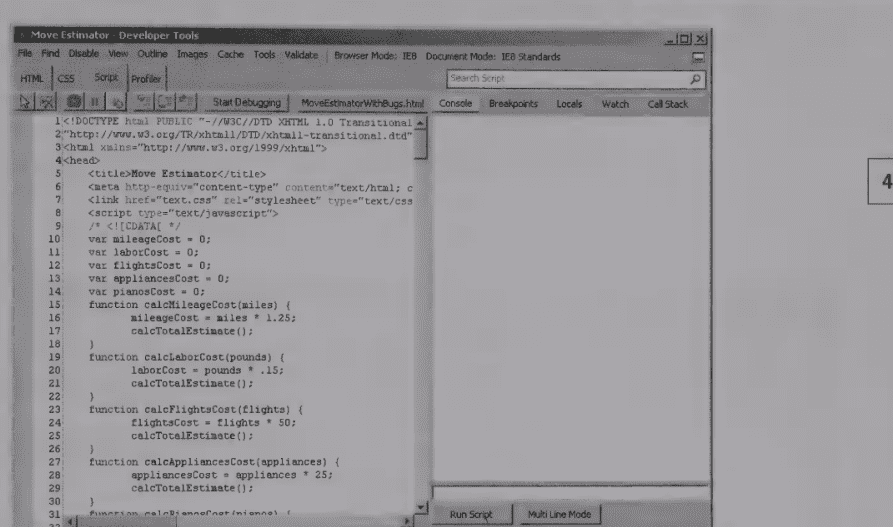 Move Estimator - Developer Tools
File Find Disable View Outline Images Cache Tools Validate | Browser Mode: IE8 Document Mode: IE8 Standards
HTML CSS Script Profiler
Search Script
Start Debugging MoveEstimatorWithBugs.html Console Breakpoints Locals Watch Call Stack
1 <!DOCTYPE html PUBLIC "-//W3C//DTD XHTML 1.0 Transitional
2 "http://www.w3.org/TR/xhtml1/DTD/xhtml1-transitional.dtd"
3 <html xmlns="http://www.w3.org/1999/xhtml">
4 <head>
5 <title>Move Estimator</title>
6 <meta http-equiv="content-type" content="text/html; c
7 <link href="text.css" rel="stylesheet" type="text/css
8 <script type="text/javascript">
9 /* <![CDATA[ */
10 var mileageCost = 0;
11 var laborCost = 0;
12 var flightsCost = 0;
13 var appliancesCost = 0;
14 var pianosCost = 0;
15 function calcMileageCost(miles) {
16 mileageCost = miles * 1.25;
17 calcTotalEstimate();
18 }
19 function calcLaborCost(pounds) {
20 laborCost = pounds * .15;
21 calcTotalEstimate();
22 }
23 function calcFlightsCost(flights) {
24 flightsCost = flights * 50;
25 calcTotalEstimate();
26 }
27 function calcAppliancesCost(appliances) {
28 appliancesCost = appliances * 25;
29 calcTotalEstimate();
30 }
31 function calcPianosCost(pianos) {
32
Run Script Multi Line Mode
4